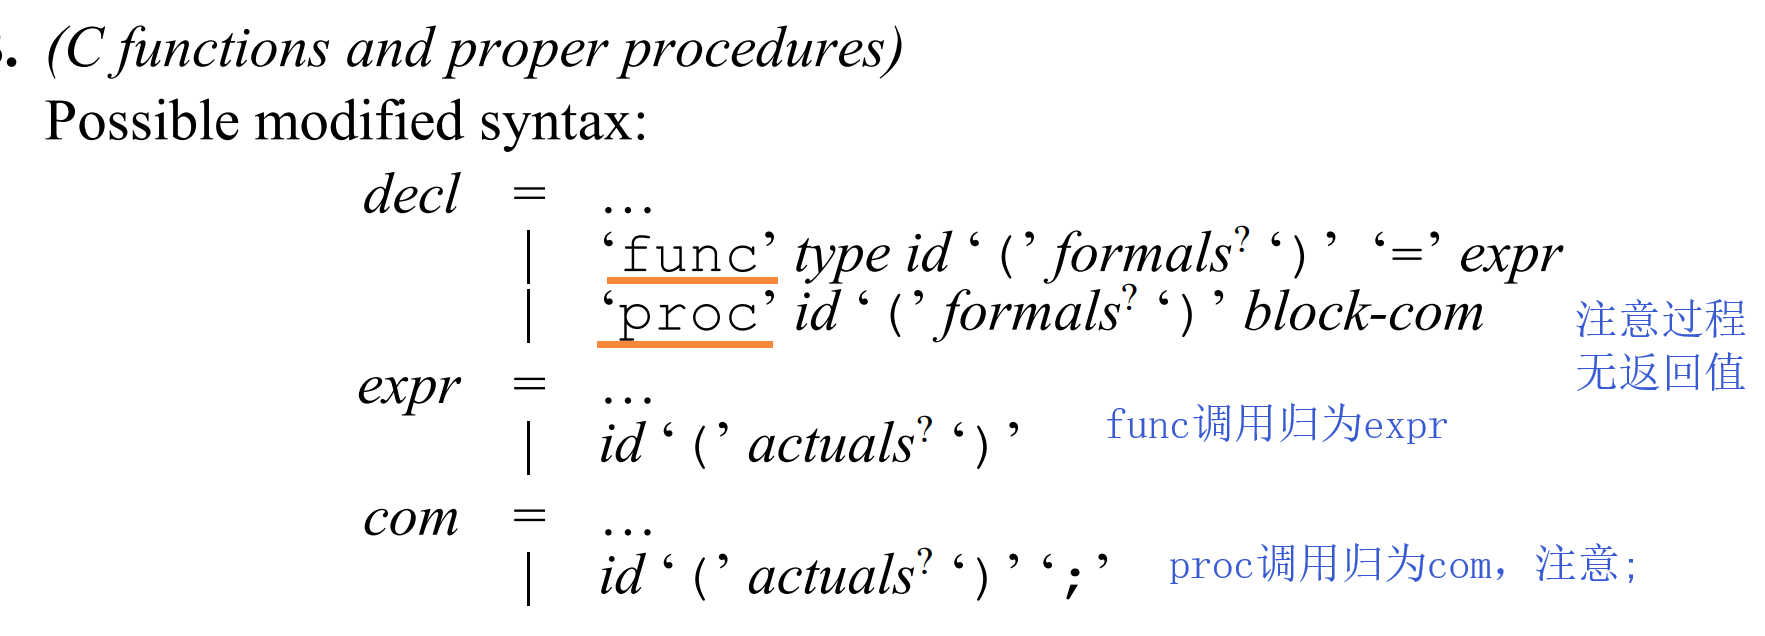 . (C functions and proper procedures)
Possible modified syntax:
decl = …
| ‘func’ type id ‘(’ formals? ‘)’ ‘=’ expr
| ‘proc’ id ‘(’ formals? ‘)’ block-com
注意过程
无返回值
expr = …
| id ‘(’ actuals? ‘)’ func调用归为expr
com = …
| id ‘(’ actuals? ‘)’ ‘;’ proc调用归为com，注意;